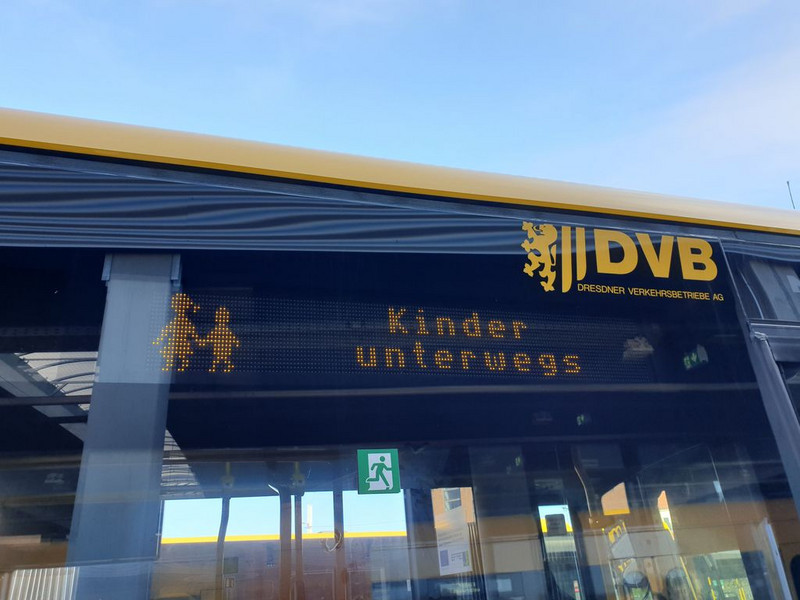 DVB
DRESDNER VERKEHRSBETRIEBE AG
Kinder
unterwegs